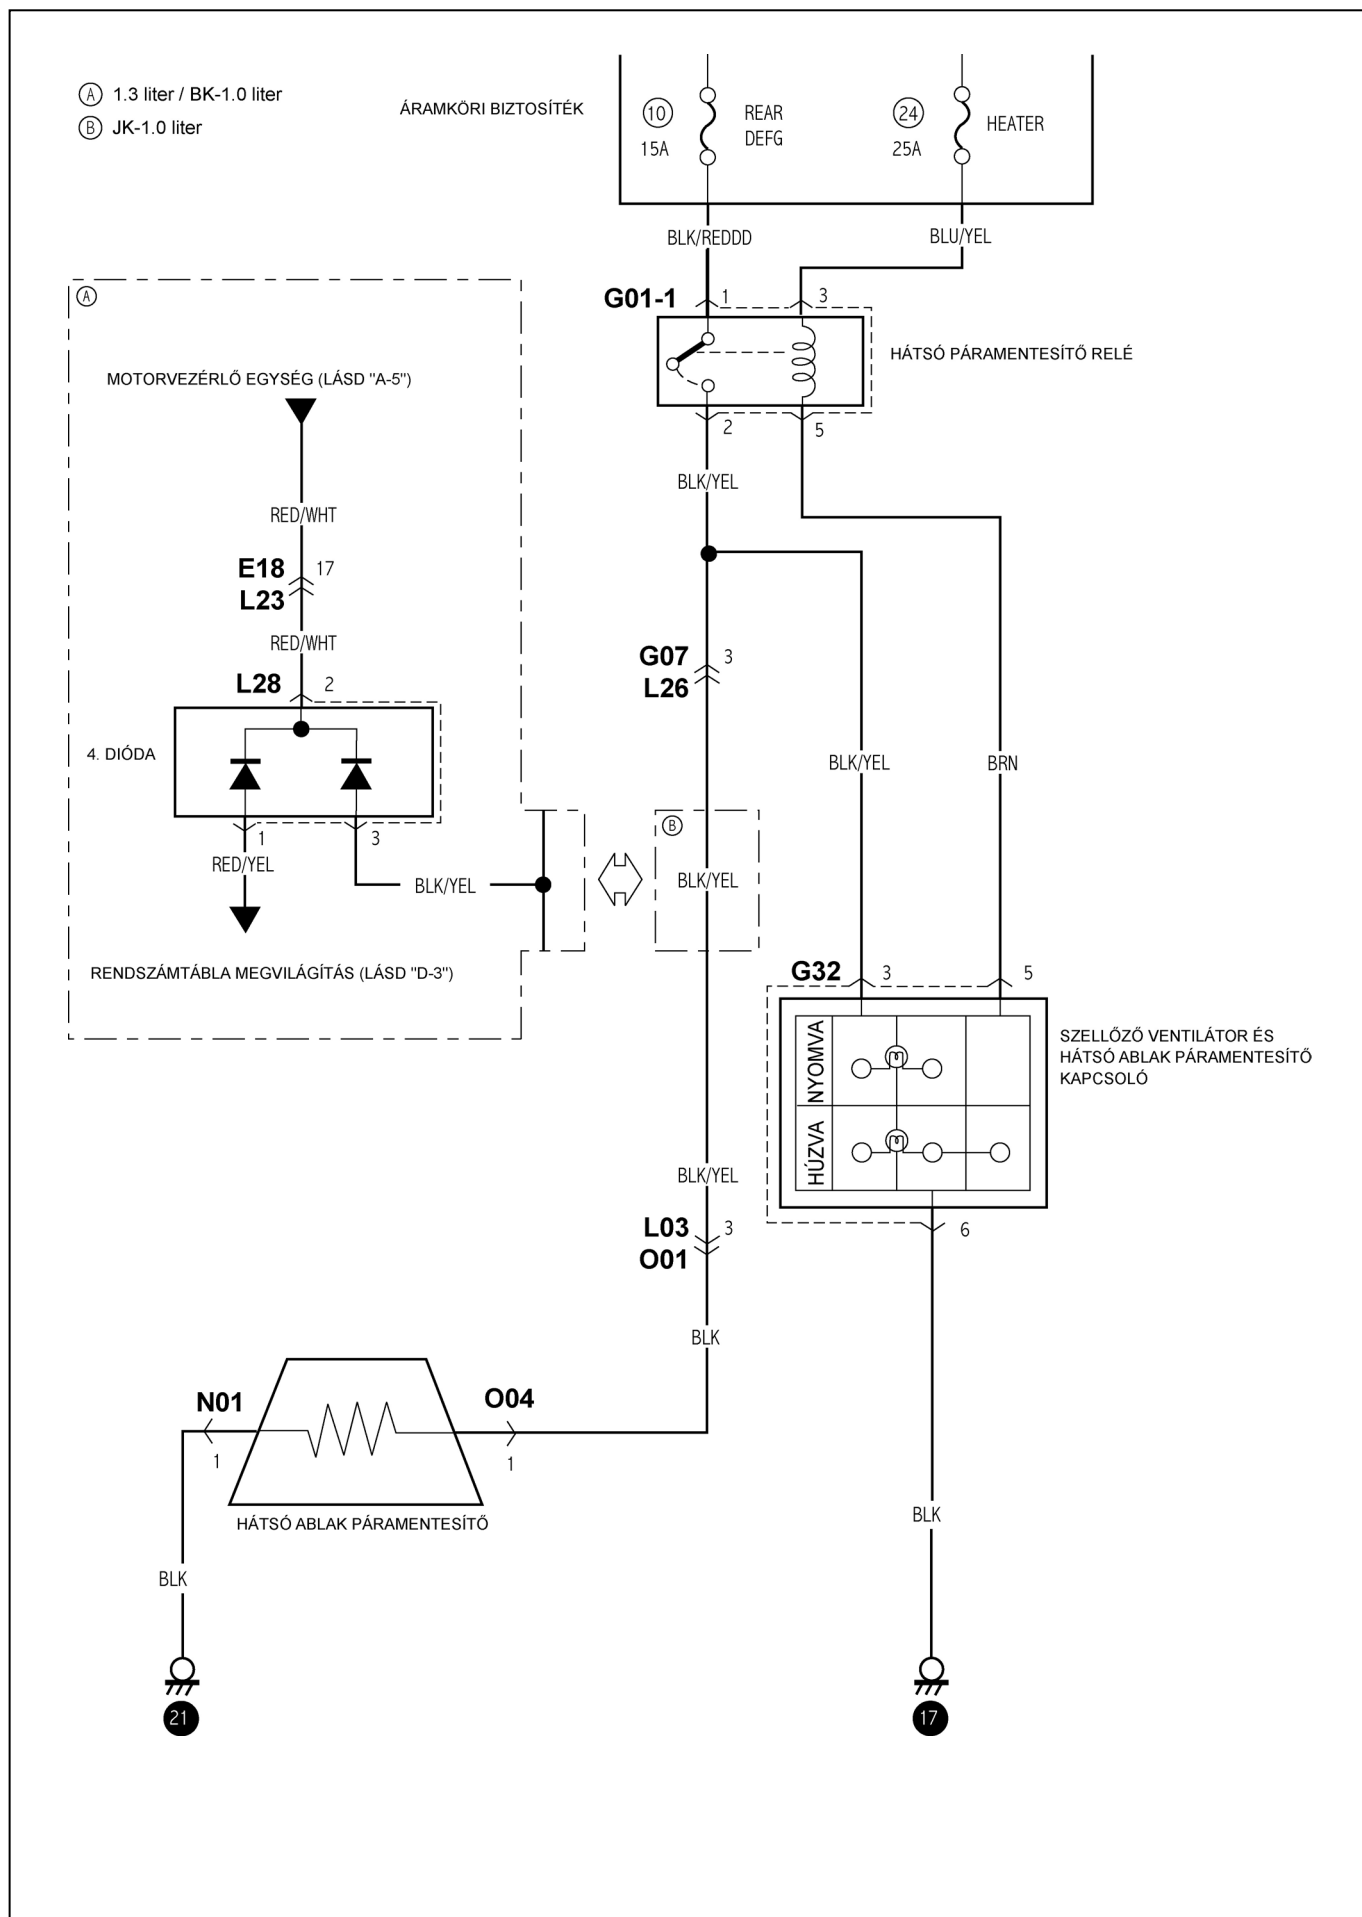 A 1.3 liter / BK-1.0 liter
B JK-1.0 liter
ÁRAMKÖRI BIZTOSÍTÉK
10
15A
REAR
DEFG
24
25A
HEATER
BLK/REDDD
BLU/YEL
G01-1
1
3
HÁTSÓ PÁRAMENTESÍTŐ RELÉ
2
5
BLK/YEL
A
MOTORVEZÉRLŐ EGYSÉG (LÁSD "A-5")
RED/WHT
E18
17
L23
RED/WHT
L28
2
4. DIÓDA
1
3
RED/YEL
BLK/YEL
RENDSZÁMTÁBLA MEGVILÁGÍTÁS (LÁSD "D-3")
G07
3
L26
B
BLK/YEL
BLK/YEL
BRN
G32
3
5
NYOMVA
HÚZVA
SZELLŐZŐ VENTILÁTOR ÉS
HÁTSÓ ABLAK PÁRAMENTESÍTŐ
KAPCSOLÓ
6
BLK/YEL
L03
3
O01
BLK
N01
1
O04
1
HÁTSÓ ABLAK PÁRAMENTESÍTŐ
BLK
BLK
21
17